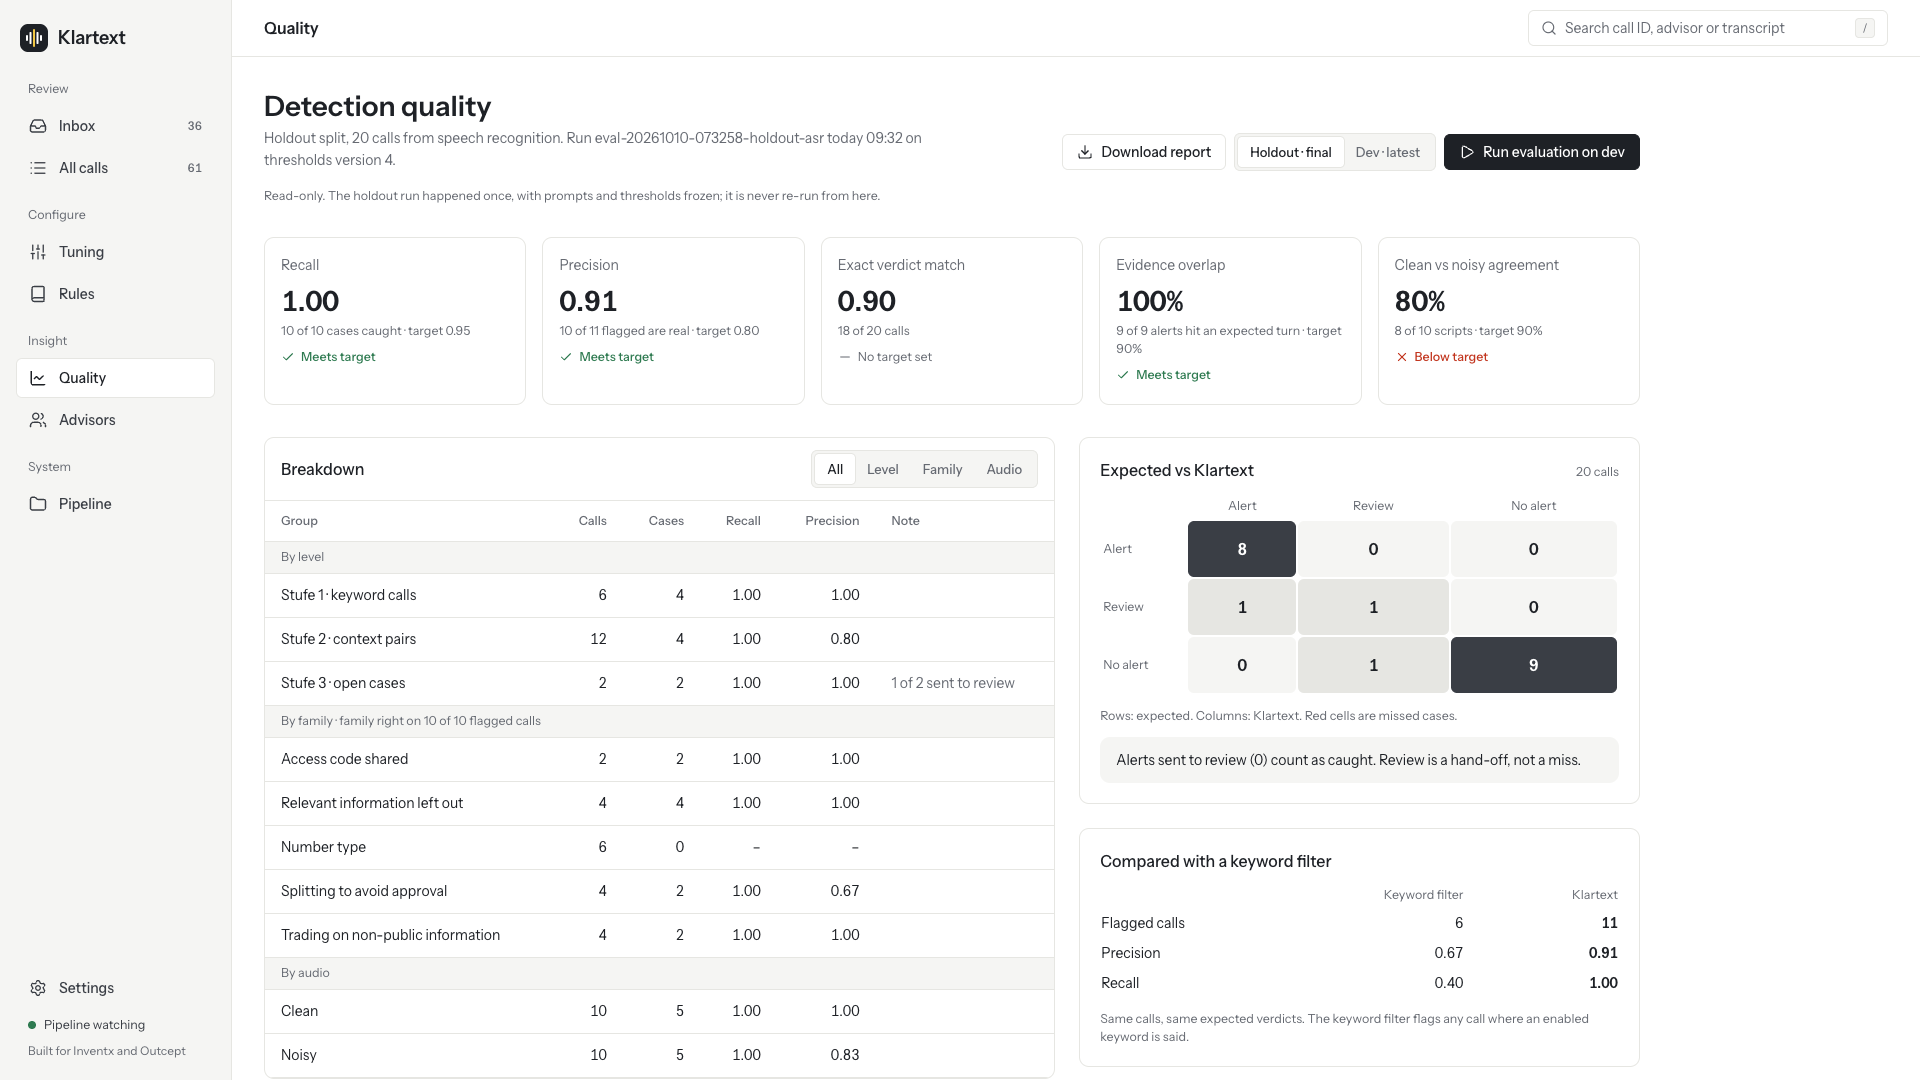 Klartext
Review
Inbox 36
All calls 61
Configure
Tuning
Rules
Insight
Quality
Advisors
System
Pipeline
Settings
Pipeline watching
Built for Inventx and Outcept
Quality
Search call ID, advisor or transcript /
Detection quality
Holdout split, 20 calls from speech recognition. Run eval-20261010-073258-holdout-asr today 09:32 on
thresholds version 4.
Read-only. The holdout run happened once, with prompts and thresholds frozen; it is never re-run from here.
Download report
Holdout · final Dev · latest
Run evaluation on dev
Recall
1.00
10 of 10 cases caught · target 0.95
Meets target
Precision
0.91
10 of 11 flagged are real · target 0.80
Meets target
Exact verdict match
0.90
18 of 20 calls
No target set
Evidence overlap
100%
9 of 9 alerts hit an expected turn · target
90%
Meets target
Clean vs noisy agreement
80%
8 of 10 scripts · target 90%
Below target
Breakdown
All Level Family Audio
Group Calls Cases Recall Precision Note
By level
Stufe 1 · keyword calls 6 4 1.00 1.00
Stufe 2 · context pairs 12 4 1.00 0.80
Stufe 3 · open cases 2 2 1.00 1.00 1 of 2 sent to review
By family · family right on 10 of 10 flagged calls
Access code shared 2 2 1.00 1.00
Relevant information left out 4 4 1.00 1.00
Number type 6 0 – –
Splitting to avoid approval 4 2 1.00 0.67
Trading on non-public information 4 2 1.00 1.00
By audio
Clean 10 5 1.00 1.00
Noisy 10 5 1.00 0.83
Expected vs Klartext 20 calls
Alert Review No alert
Alert 8 0 0
Review 1 1 0
No alert 0 1 9
Rows: expected. Columns: Klartext. Red cells are missed cases.
Alerts sent to review (0) count as caught. Review is a hand-off, not a miss.
Compared with a keyword filter
Keyword filter Klartext
Flagged calls 6 11
Precision 0.67 0.91
Recall 0.40 1.00
Same calls, same expected verdicts. The keyword filter flags any call where an enabled
keyword is said.